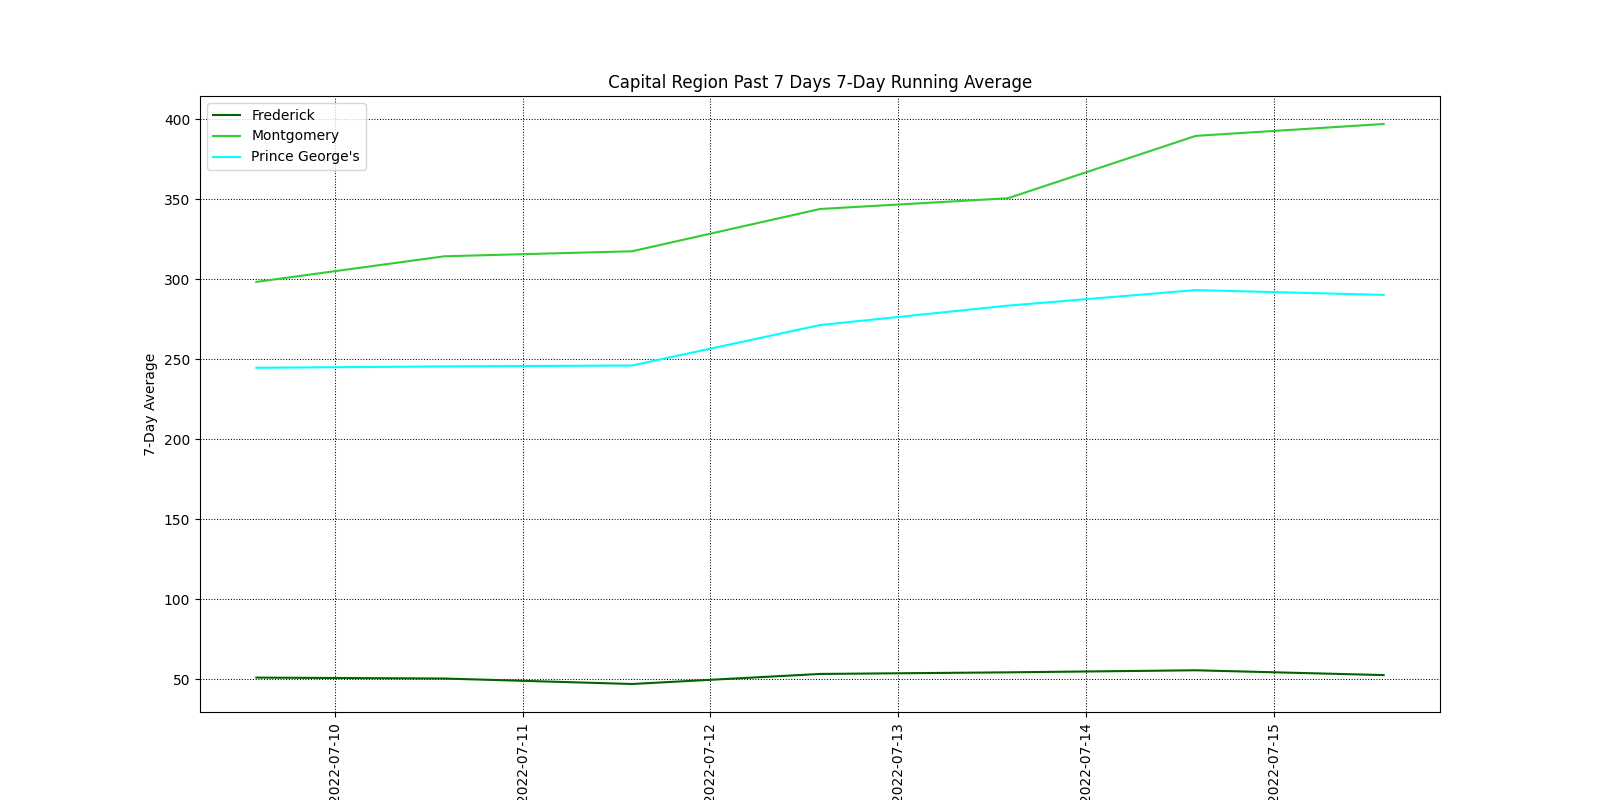 Capital Region Past 7 Days 7-Day Running Average
Frederick
Montgomery
Prince George's
400
350
300
250
200
150
100
50
7-Day Average
2022-07-10
2022-07-11
2022-07-12
2022-07-13
2022-07-14
2022-07-15